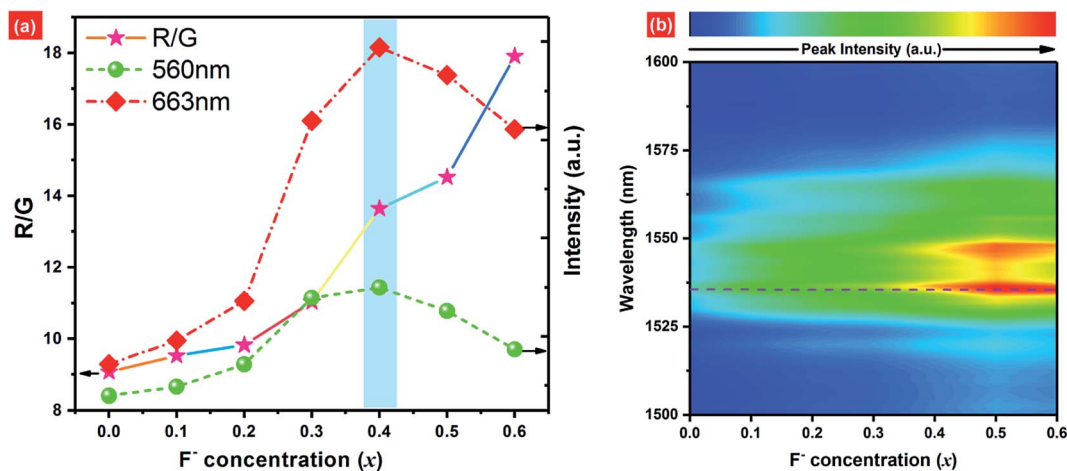 (a)
R/G
560nm
663nm
18
16
14
12
10
8
R/G
0.0 0.1 0.2 0.3 0.4 0.5 0.6
F⁻ concentration (x)
Intensity (a.u.)
(b)
Peak Intensity (a.u.)
1600
1575
1550
1525
1500
Wavelength (nm)
0.0 0.1 0.2 0.3 0.4 0.5 0.6
F⁻ concentration (x)